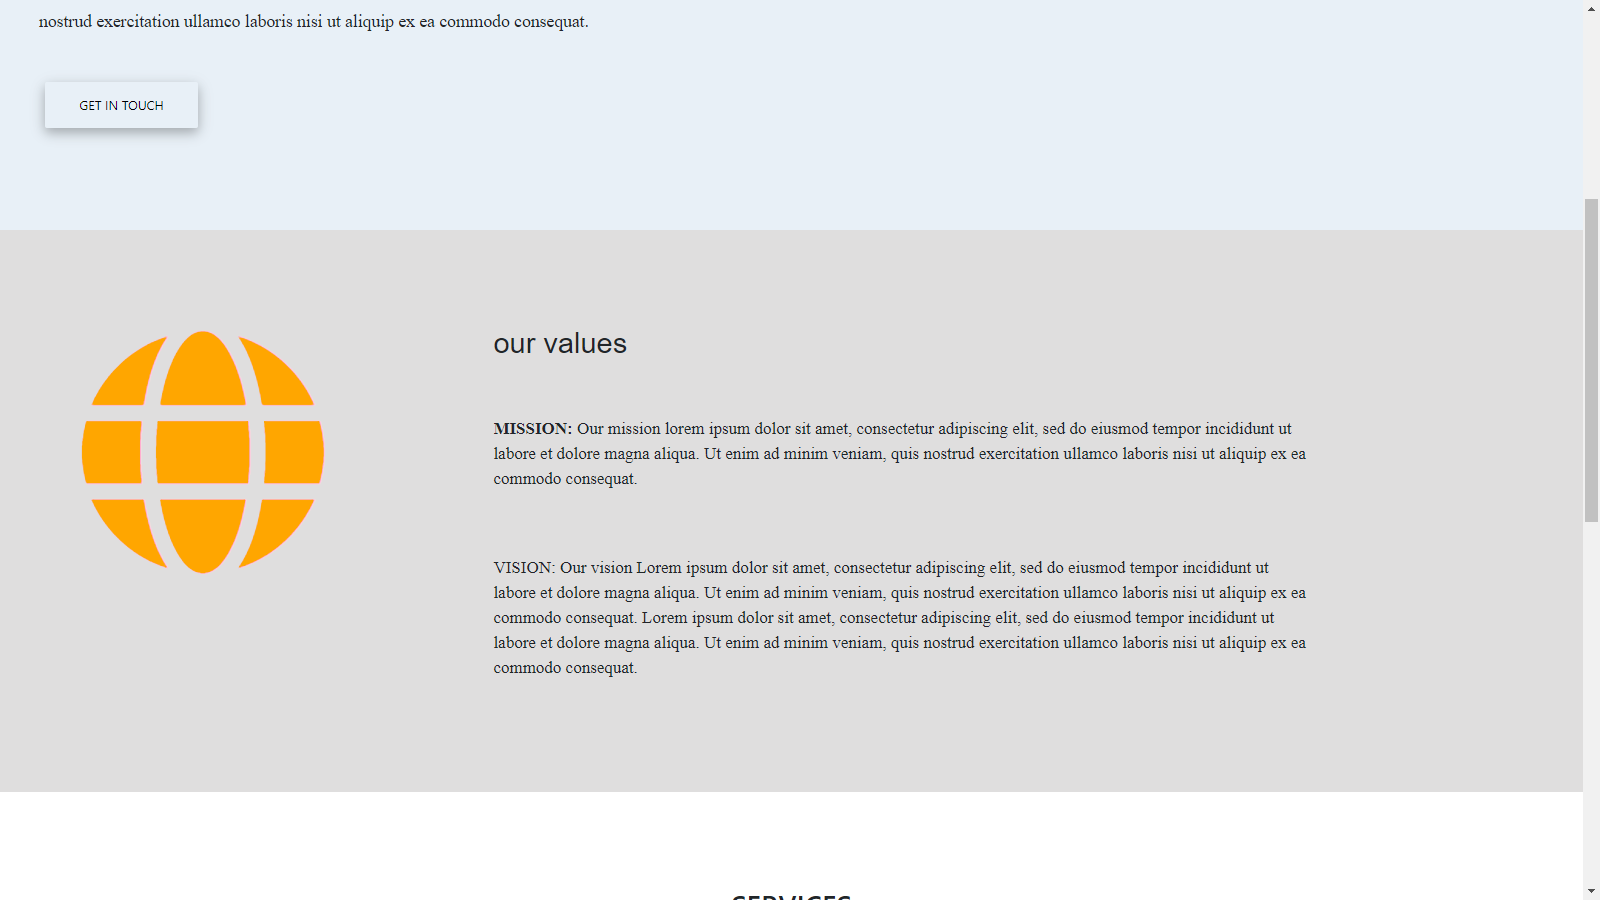 nostrud exercitation ullamco laboris nisi ut aliquip ex ea commodo consequat.
GET IN TOUCH
our values
MISSION: Our mission lorem ipsum dolor sit amet, consectetur adipiscing elit, sed do eiusmod tempor incididunt ut
labore et dolore magna aliqua. Ut enim ad minim veniam, quis nostrud exercitation ullamco laboris nisi ut aliquip ex ea
commodo consequat.
VISION: Our vision Lorem ipsum dolor sit amet, consectetur adipiscing elit, sed do eiusmod tempor incididunt ut
labore et dolore magna aliqua. Ut enim ad minim veniam, quis nostrud exercitation ullamco laboris nisi ut aliquip ex ea
commodo consequat. Lorem ipsum dolor sit amet, consectetur adipiscing elit, sed do eiusmod tempor incididunt ut
labore et dolore magna aliqua. Ut enim ad minim veniam, quis nostrud exercitation ullamco laboris nisi ut aliquip ex ea
commodo consequat.
SERVICES